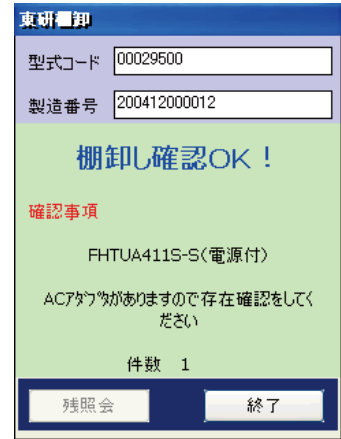 東研棚卸
型式コード 00029500
製造番号 200412000012
棚卸し確認OK！
確認事項
FHTUA411S-S(電源付)
ACｱﾀﾞﾌﾟﾀがありますので存在確認をしてく
ださい
件数 1
残照会 終了